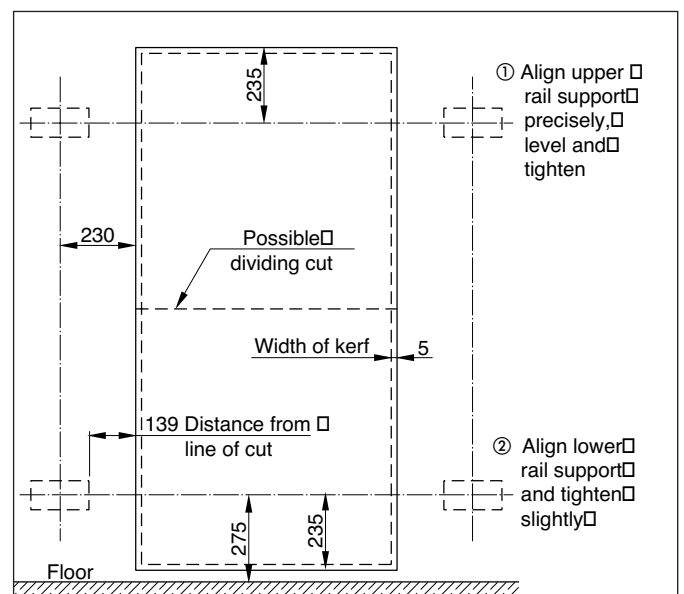 235
① Align upper
rail support
precisely,
level and
tighten
230
Possible
dividing cut
Width of kerf
5
139 Distance from
line of cut
② Align lower
rail support
and tighten
slightly
275
235
Floor